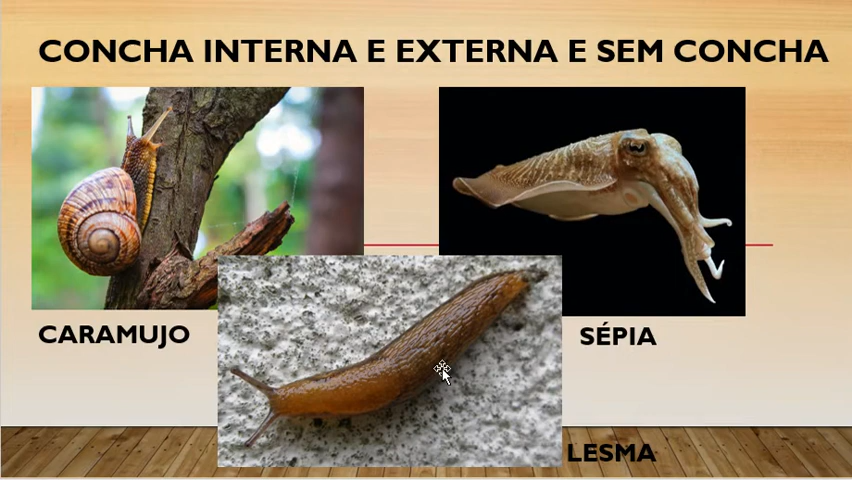 CONCHA INTERNA E EXTERNA E SEM CONCHA
CARAMUJO
SÉPIA
LESMA